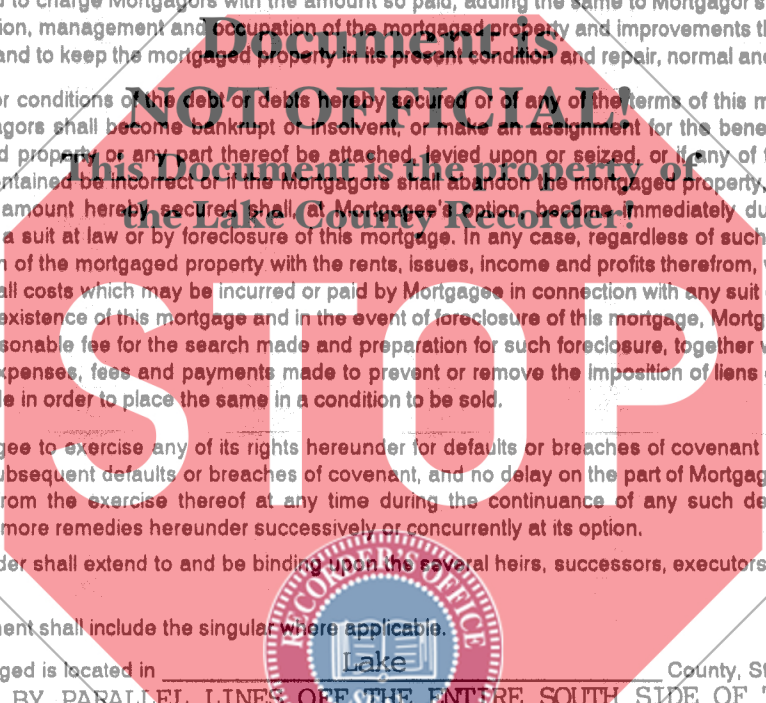 to charge Mortgagors with the amount so paid, adding the same to Mortgagor's
ion, management and occupation of the mortgaged property and improvements th
Document is
and to keep the mortgaged property in its present condition and repair, normal and
or conditions of the debt or debts hereby secured or of any of the terms of this m
NOT OFFICIAL!
agors shall become bankrupt or insolvent, or make an assignment for the bene
d property or any part thereof be attached, levied upon or seized, or if any of t
This Document is the property of
ntained be incorrect or if the Mortgagors shall abandon the mortgaged property,
amount hereby secured shall, at Mortgagee's option, become immediately du
the Lake County Recorder!
a suit at law or by foreclosure of this mortgage. In any case, regardless of such
n of the mortgaged property with the rents, issues, income and profits therefrom,
all costs which may be incurred or paid by Mortgagee in connection with any suit
existence of this mortgage and in the event of foreclosure of this mortgage, Mortg
sonable fee for the search made and preparation for such foreclosure, together
xpenses, fees and payments made to prevent or remove the imposition of liens
le in order to place the same in a condition to be sold.
STOP
gee to exercise any of its rights hereunder for defaults or breaches of covenant
ubsequent defaults or breaches of covenant, and no delay on the part of Mortgag
rom the exercise thereof at any time during the continuance of any such de
more remedies hereunder successively or concurrently at its option.
der shall extend to and be binding upon the several heirs, successors, executors
RECORDER'S OFFICE
ent shall include the singular where applicable.
ged is located in Lake County, St
BY PARALLEL LINES OFF THE ENTIRE SOUTH SIDE OF